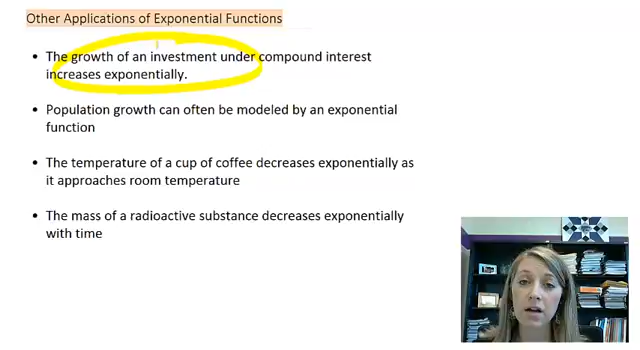 Other Applications of Exponential Functions
• The growth of an investment under compound interest
increases exponentially.
• Population growth can often be modeled by an exponential
function
• The temperature of a cup of coffee decreases exponentially as
it approaches room temperature
• The mass of a radioactive substance decreases exponentially
with time